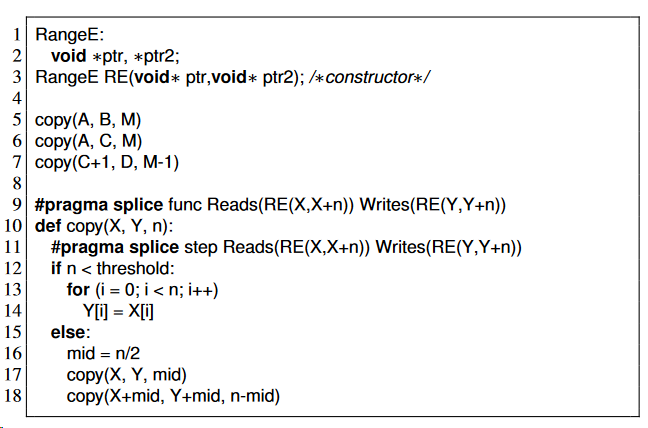 1 RangeE:
2 void *ptr, *ptr2;
3 RangeE RE(void* ptr,void* ptr2); /*constructor*/
4
5 copy(A, B, M)
6 copy(A, C, M)
7 copy(C+1, D, M-1)
8
9 #pragma splice func Reads(RE(X,X+n)) Writes(RE(Y,Y+n))
10 def copy(X, Y, n):
11 #pragma splice step Reads(RE(X,X+n)) Writes(RE(Y,Y+n))
12 if n < threshold:
13 for (i = 0; i < n; i++)
14 Y[i] = X[i]
15 else:
16 mid = n/2
17 copy(X, Y, mid)
18 copy(X+mid, Y+mid, n-mid)